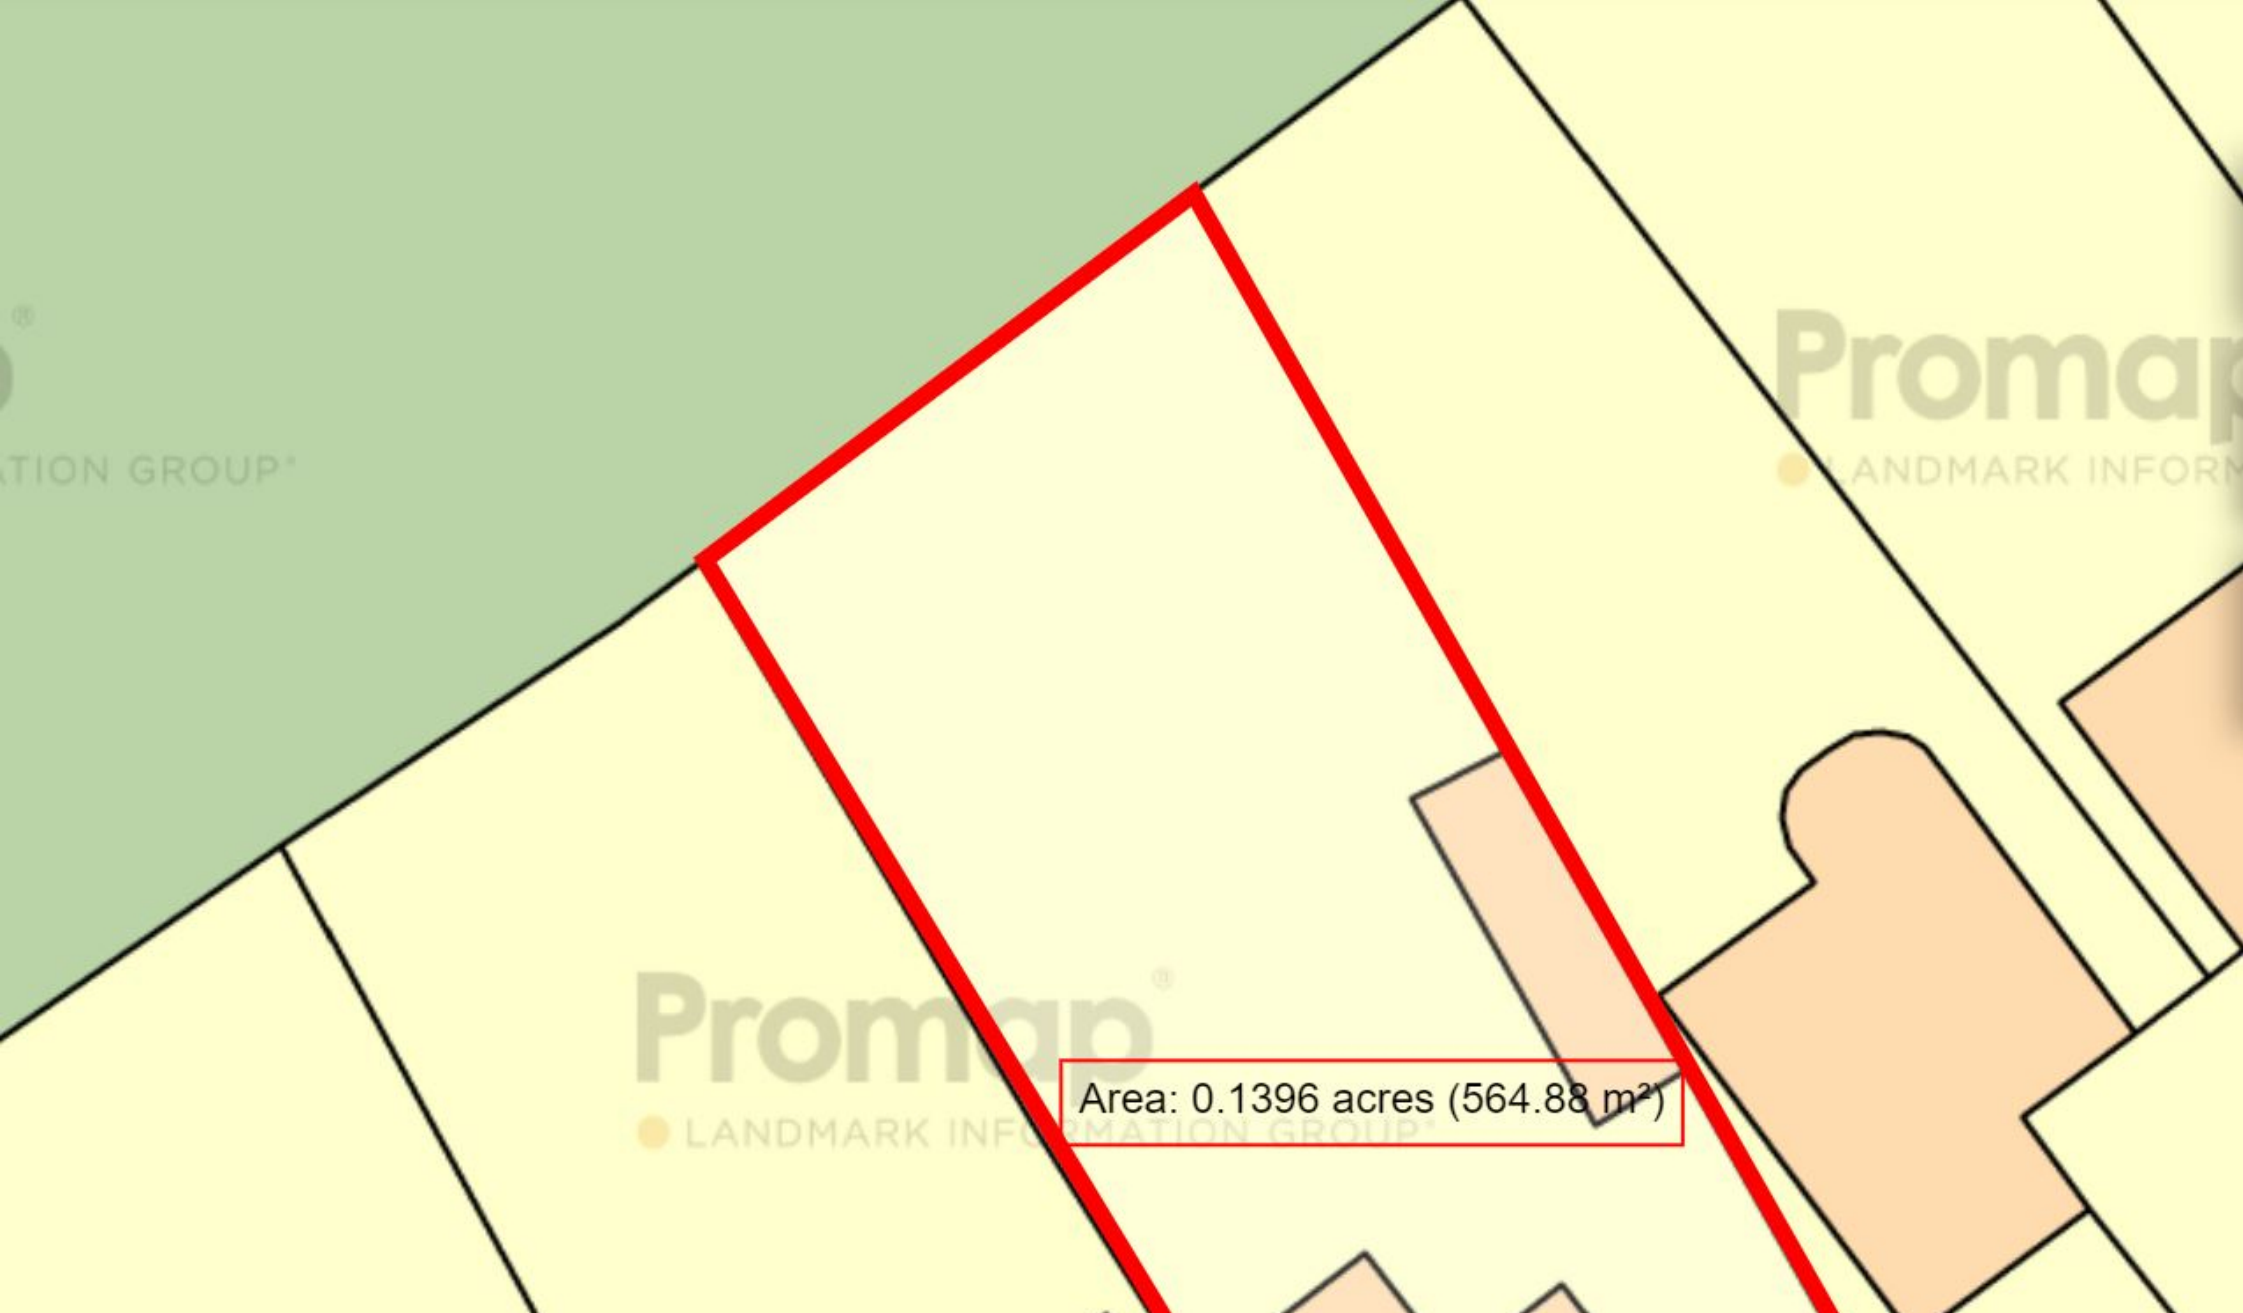 ®
ATION GROUP®
Promap
LANDMARK INFORM
Promap®
LANDMARK INFORMATION GROUP®
Area: 0.1396 acres (564.88 m²)